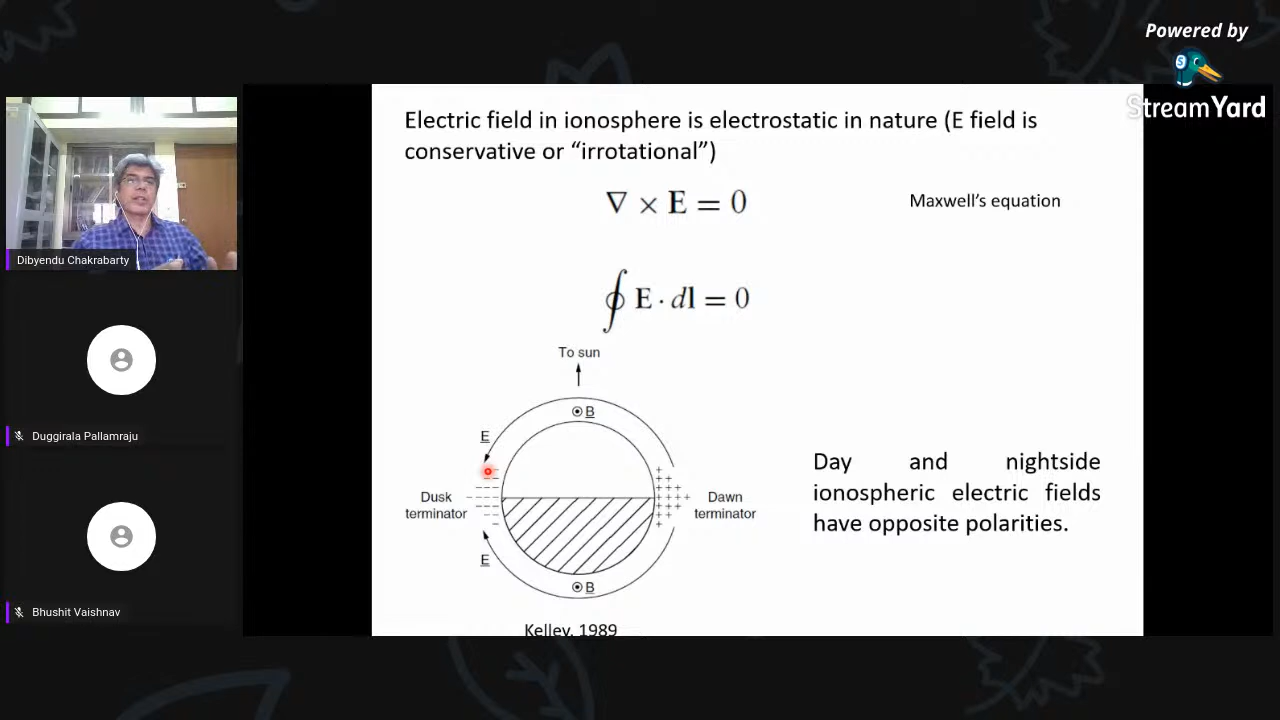 Powered by
StreamYard
Electric field in ionosphere is electrostatic in nature (E field is
conservative or “irrotational”)
∇ × E = 0
Maxwell’s equation
∮ E · dl = 0
To sun
B
E
Dusk
terminator
Dawn
terminator
E
B
Kelley, 1989
Day and nightside
ionospheric electric fields
have opposite polarities.
Dibyendu Chakrabarty
Duggirala Pallamraju
Bhushit Vaishnav